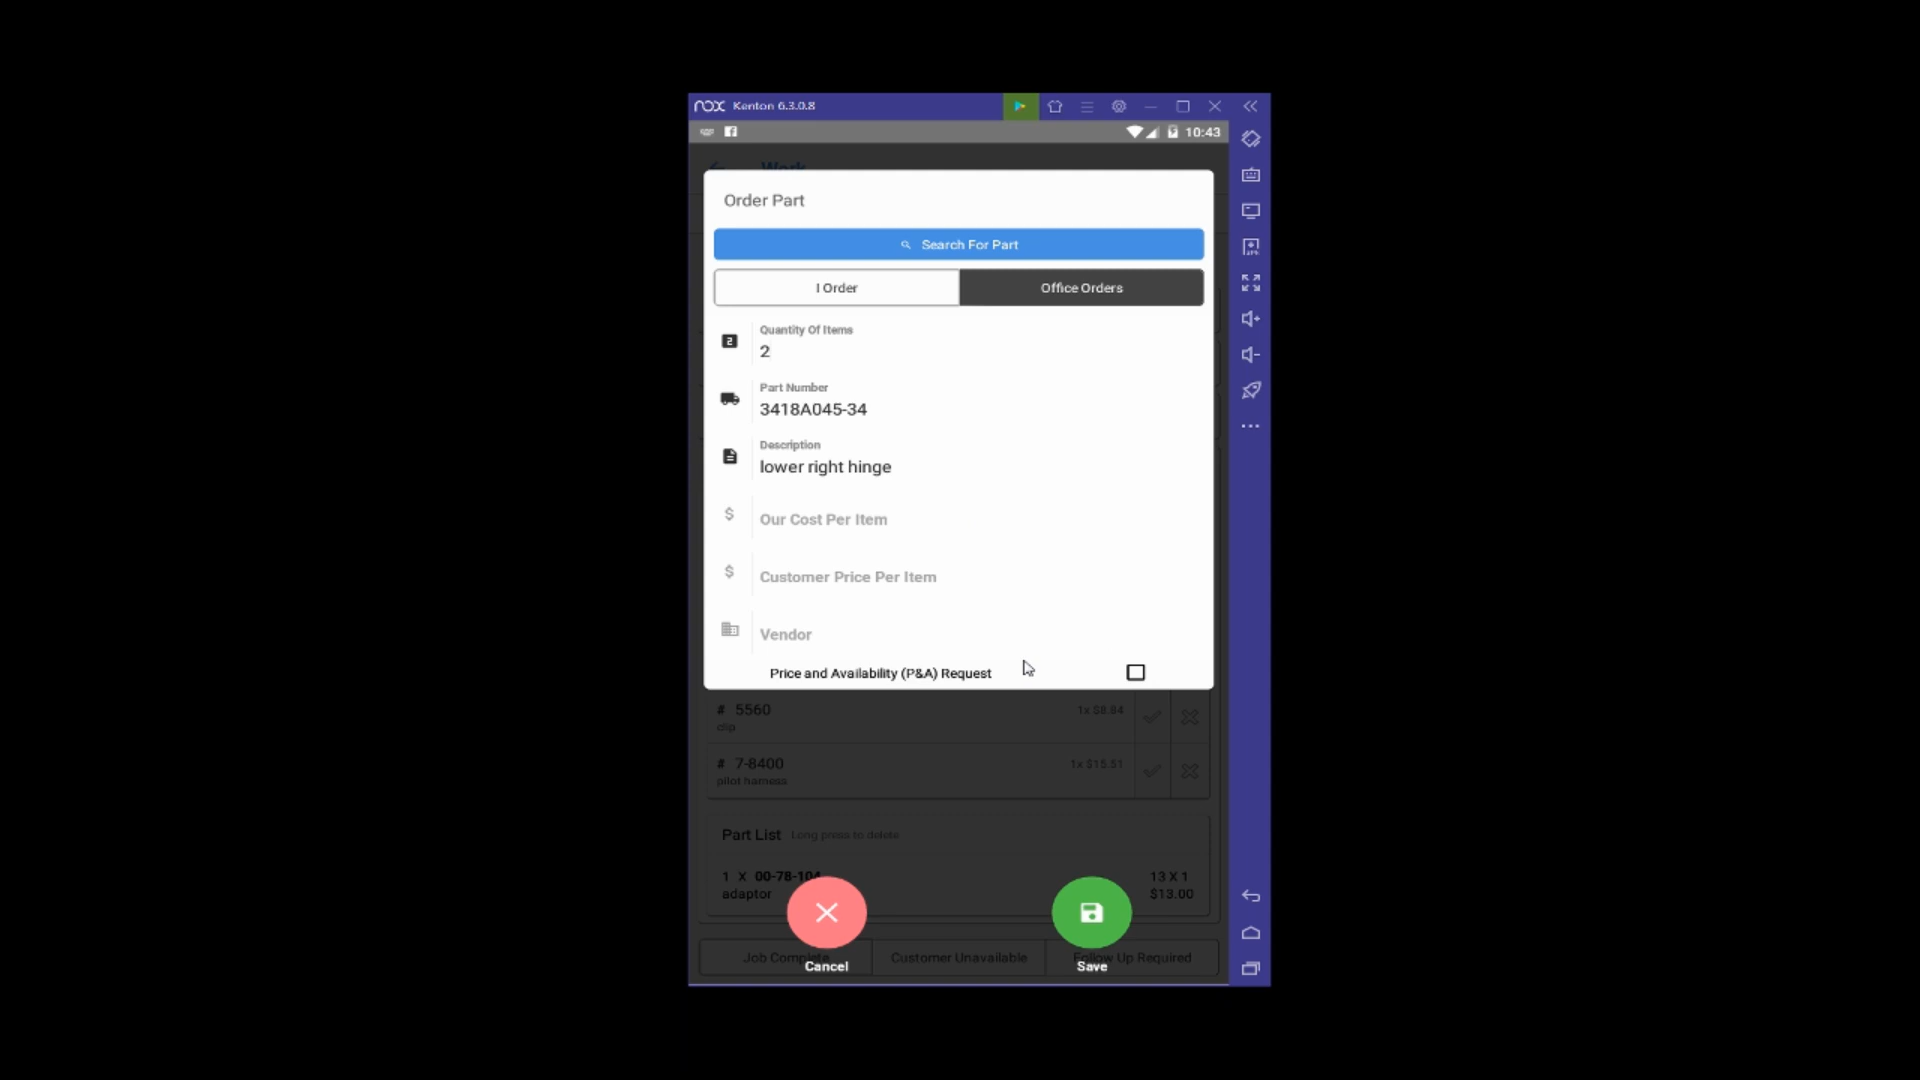 nox Kenton 6.3.0.8
10:43
Work
Order Part
Search For Part
I Order Office Orders
Quantity Of Items
2
Part Number
3418A045-34
Description
lower right hinge
$ Our Cost Per Item
$ Customer Price Per Item
Vendor
Price and Availability (P&A) Request
# 5560 1x $8.84
clip
# 7-8400 1x $15.51
pilot harness
Part List Long press to delete
1 X 00-78-104 13 X 1
adaptor $13.00
Job Complete Customer Unavailable Follow Up Required
Cancel Save